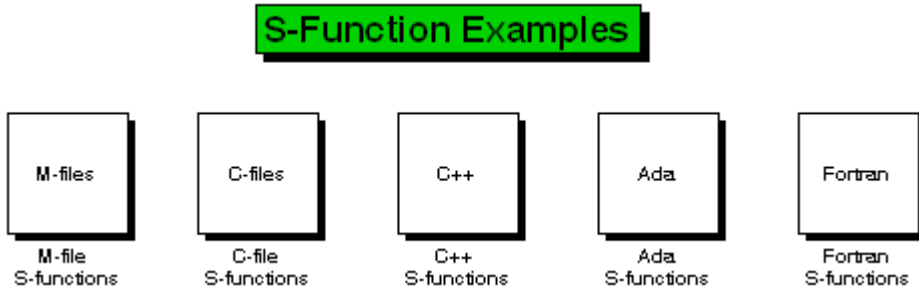 S-Function Examples
M-files
C-files
C++
Ada
Fortran
M-file
S-functions
C-file
S-functions
C++
S-functions
Ada
S-functions
Fortran
S-functions